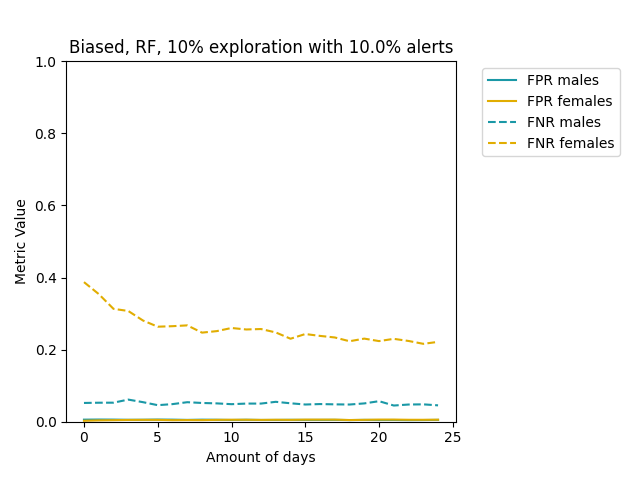 Biased, RF, 10% exploration with 10.0% alerts
1.0
0.8
0.6
0.4
0.2
0.0
Metric Value
0 5 10 15 20 25
Amount of days
FPR males
FPR females
FNR males
FNR females